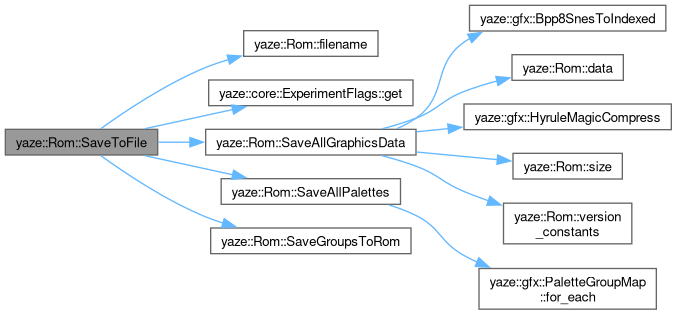 yaze::Rom::SaveToFile
yaze::Rom::filename
yaze::core::ExperimentFlags::get
yaze::Rom::SaveAllGraphicsData
yaze::Rom::SaveAllPalettes
yaze::Rom::SaveGroupsToRom
yaze::gfx::Bpp8SnesToIndexed
yaze::Rom::data
yaze::gfx::HyruleMagicCompress
yaze::Rom::size
yaze::Rom::version
_constants
yaze::gfx::PaletteGroupMap
::for_each